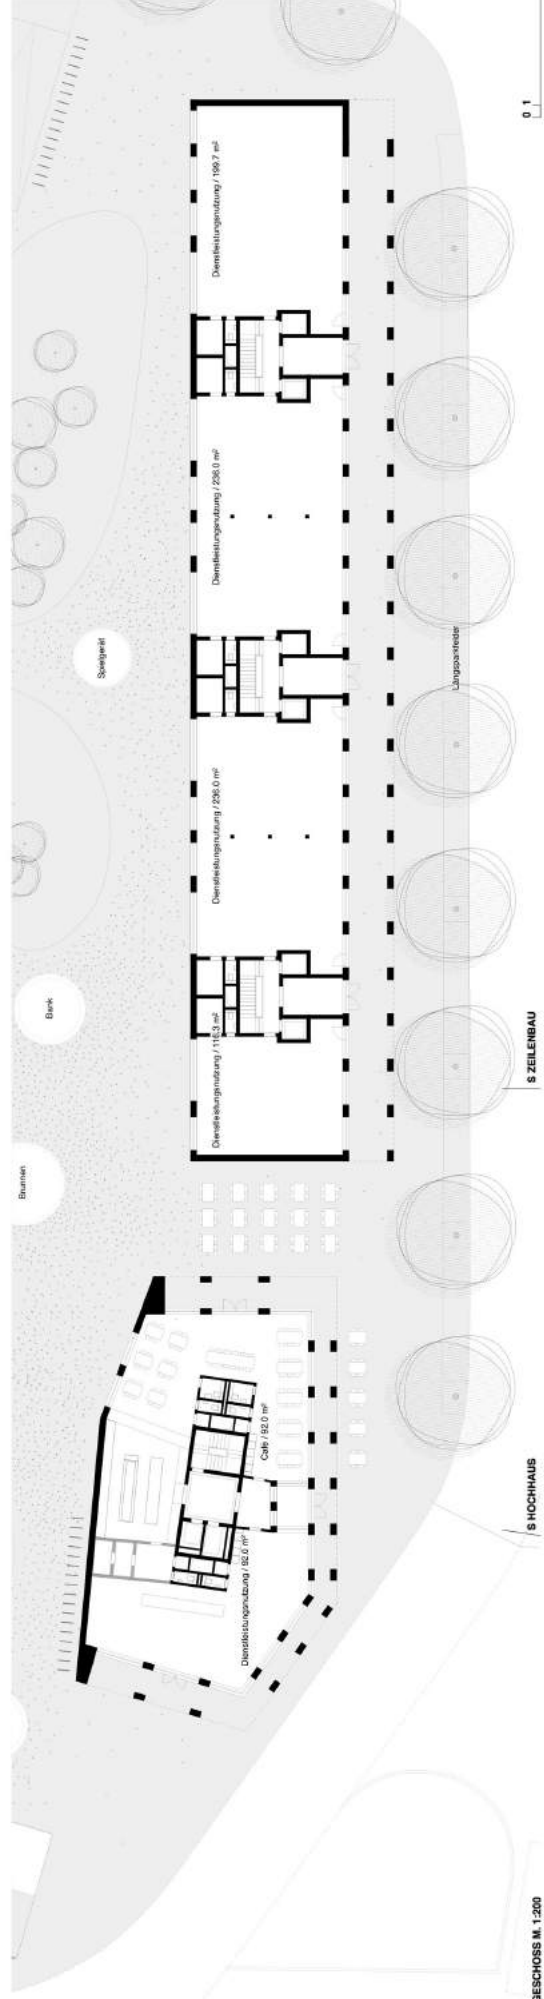 0 1
Dienstleistungsnutzung / 199.7 m²
Dienstleistungsnutzung / 236.0 m²
Spielgerät
Längsparkfelder
Dienstleistungsnutzung / 236.0 m²
Bank
Dienstleistungsnutzung / 116.3 m²
S ZEILENBAU
Brunnen
Café / 92.0 m²
S HOCHHAUS
Dienstleistungsnutzung / 92.0 m²
GESCHOSS M. 1:200